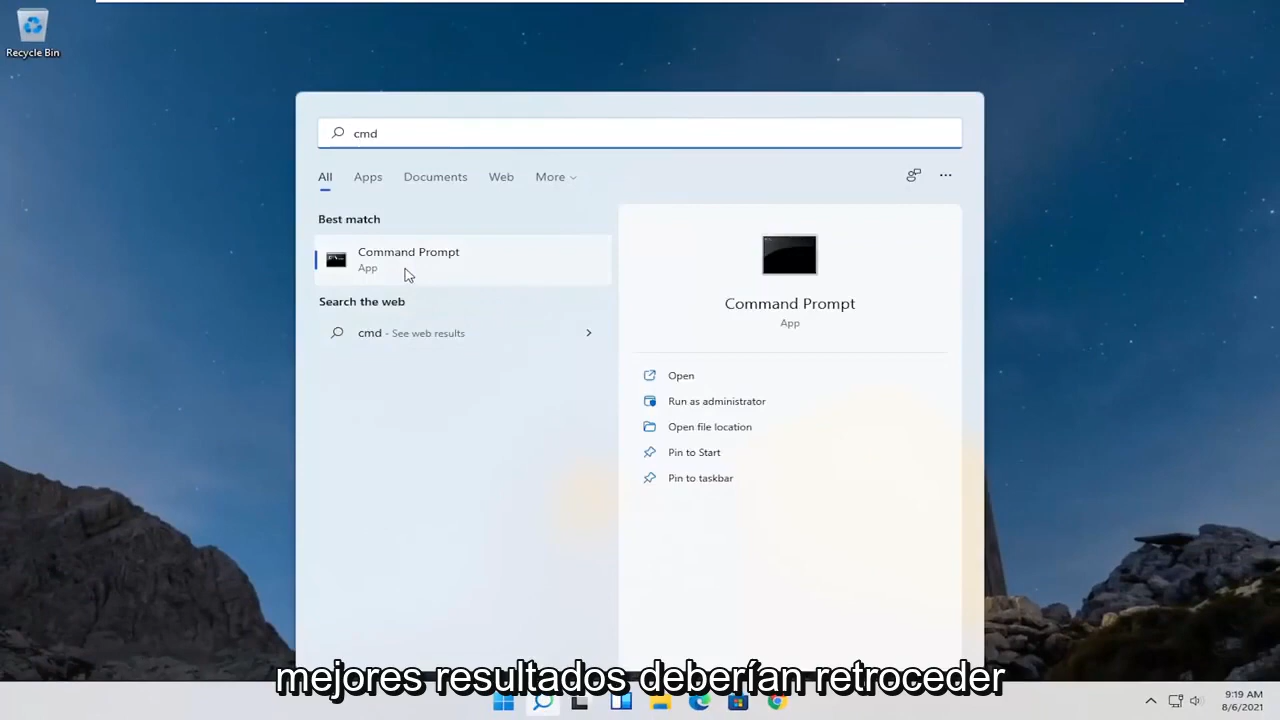 Recycle Bin
cmd
All Apps Documents Web More
Best match
Command Prompt
App
Search the web
cmd - See web results
Command Prompt
App
Open
Run as administrator
Open file location
Pin to Start
Pin to taskbar
mejores resultados deberían retroceder
9:19 AM
8/6/2021